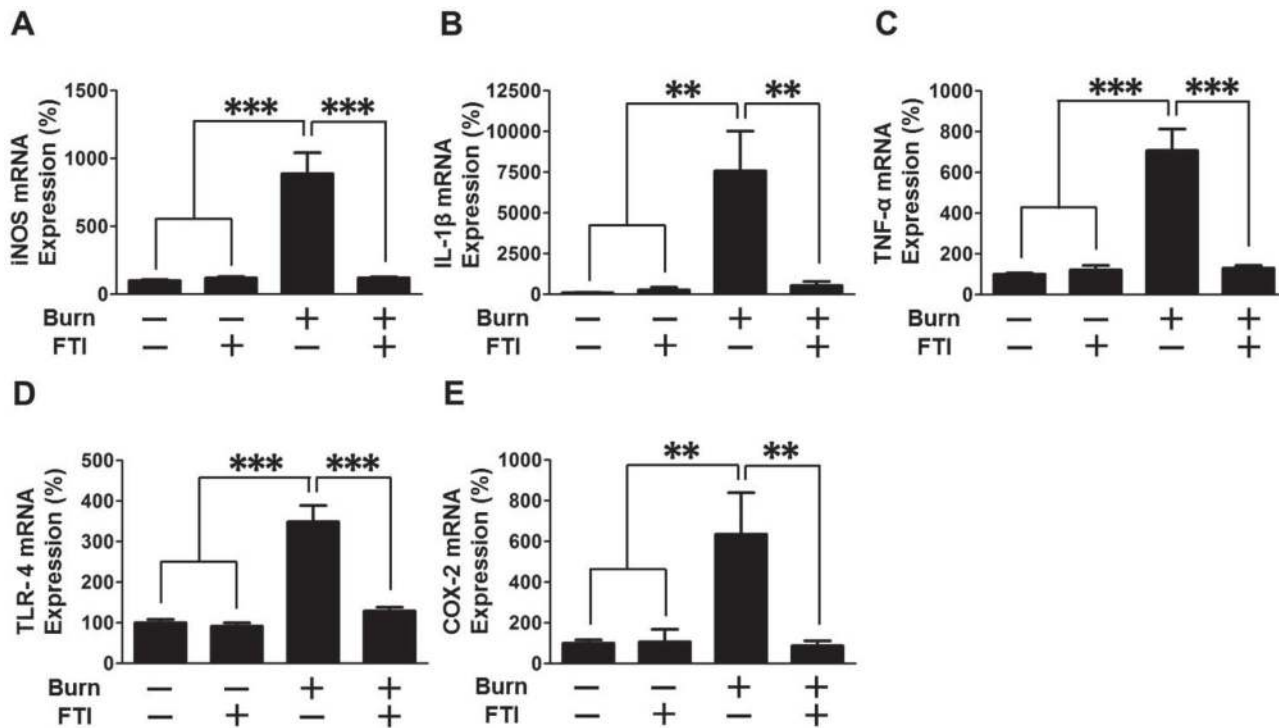 A
iNOS mRNA
Expression (%)
1500
1000
500
0
*** ***
Burn − − + +
FTI − + − +
B
IL-1β mRNA
Expression (%)
12500
10000
7500
5000
2500
0
** **
Burn − − + +
FTI − + − +
C
TNF-α mRNA
Expression (%)
1000
800
600
400
200
0
*** ***
Burn − − + +
FTI − + − +
D
TLR-4 mRNA
Expression (%)
500
400
300
200
100
0
*** ***
Burn − − + +
FTI − + − +
E
COX-2 mRNA
Expression (%)
1000
800
600
400
200
0
** **
Burn − − + +
FTI − + − +